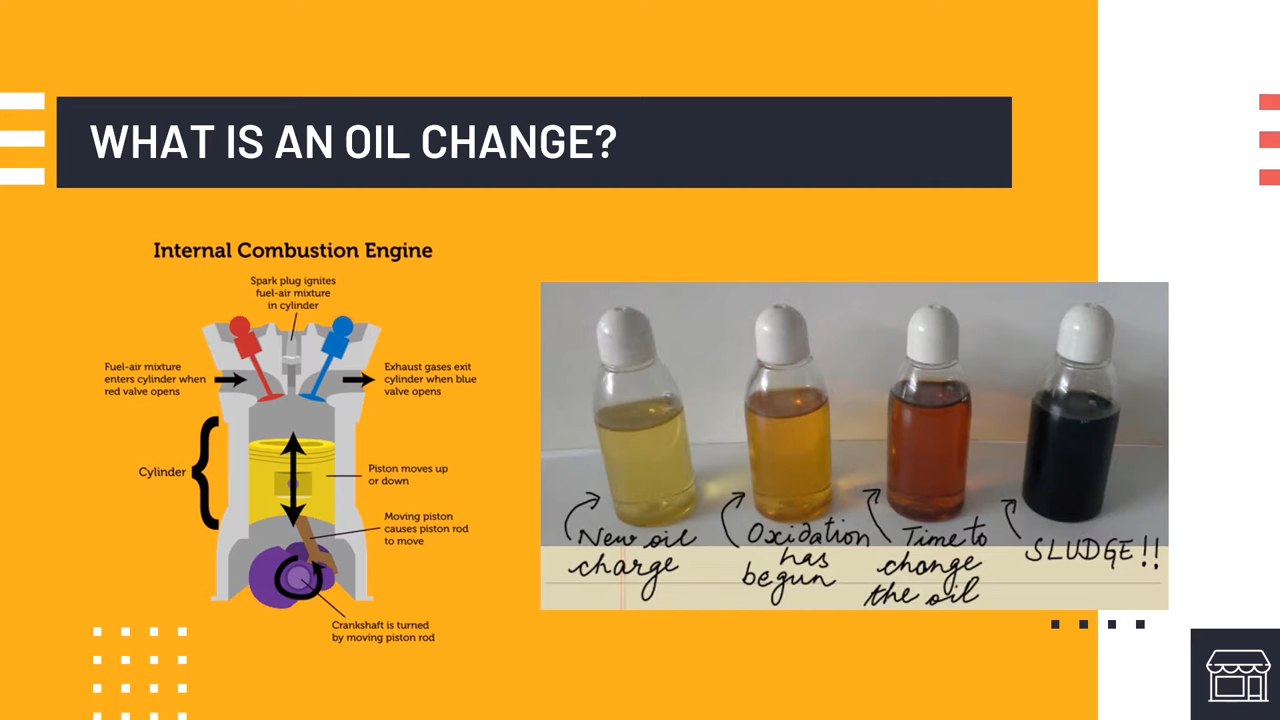 WHAT IS AN OIL CHANGE?
Internal Combustion Engine
Spark plug ignites
fuel-air mixture
in cylinder
Fuel-air mixture
enters cylinder when
red valve opens
Exhaust gases exit
cylinder when blue
valve opens
Cylinder
Piston moves up
or down
Moving piston
causes piston rod
to move
Crankshaft is turned
by moving piston rod
New oil
charge
Oxidation
has
begun
Time to
change
the oil
SLUDGE!!